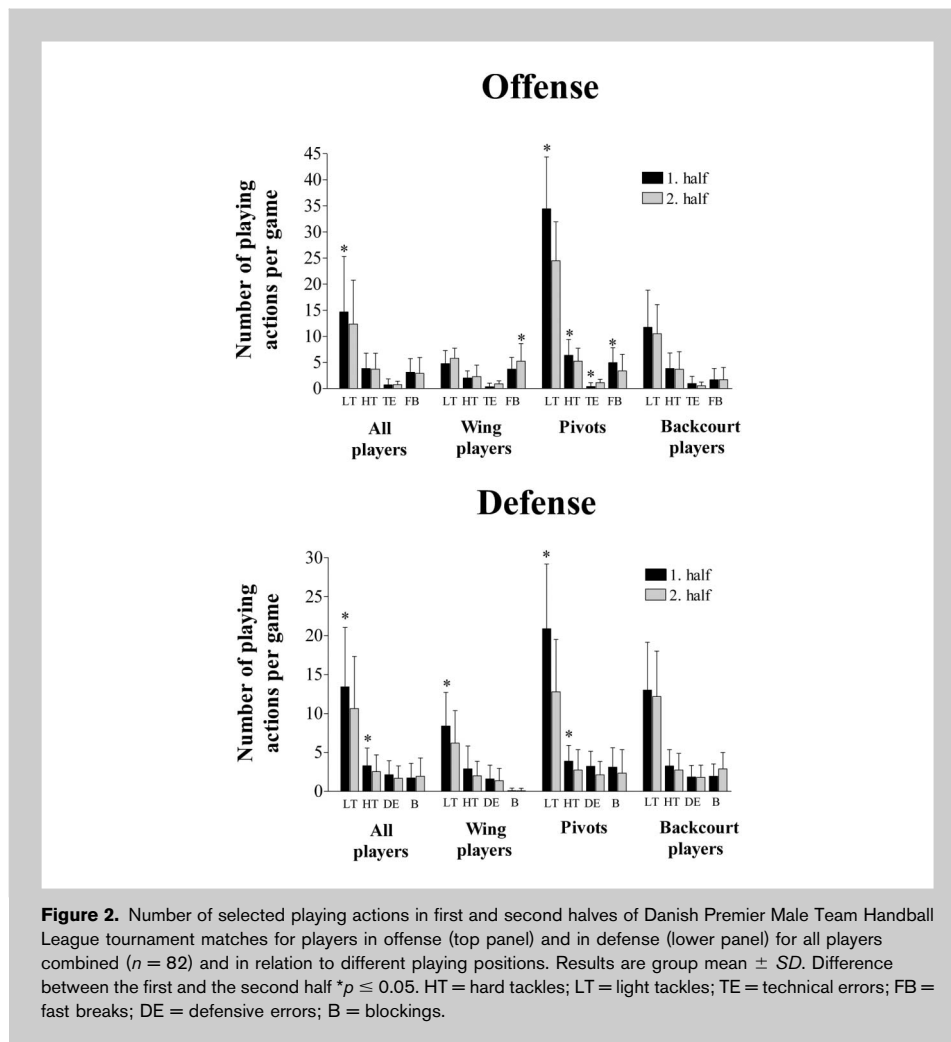 Offense
Number of playing
actions per game
45
40
35
30
25
20
15
10
5
0
*
*
*
*
*
*
1. half
2. half
LT HT TE FB LT HT TE FB LT HT TE FB LT HT TE FB
All
players
Wing
players
Pivots
Backcourt
players
Defense
Number of playing
actions per game
30
25
20
15
10
5
0
*
*
*
*
*
1. half
2. half
LT HT DE B LT HT DE B LT HT DE B LT HT DE B
All
players
Wing
players
Pivots
Backcourt
players
Figure 2. Number of selected playing actions in first and second halves of Danish Premier Male Team Handball
League tournament matches for players in offense (top panel) and in defense (lower panel) for all players
combined (n = 82) and in relation to different playing positions. Results are group mean ± SD. Difference
between the first and the second half *p ≤ 0.05. HT = hard tackles; LT = light tackles; TE = technical errors; FB =
fast breaks; DE = defensive errors; B = blockings.